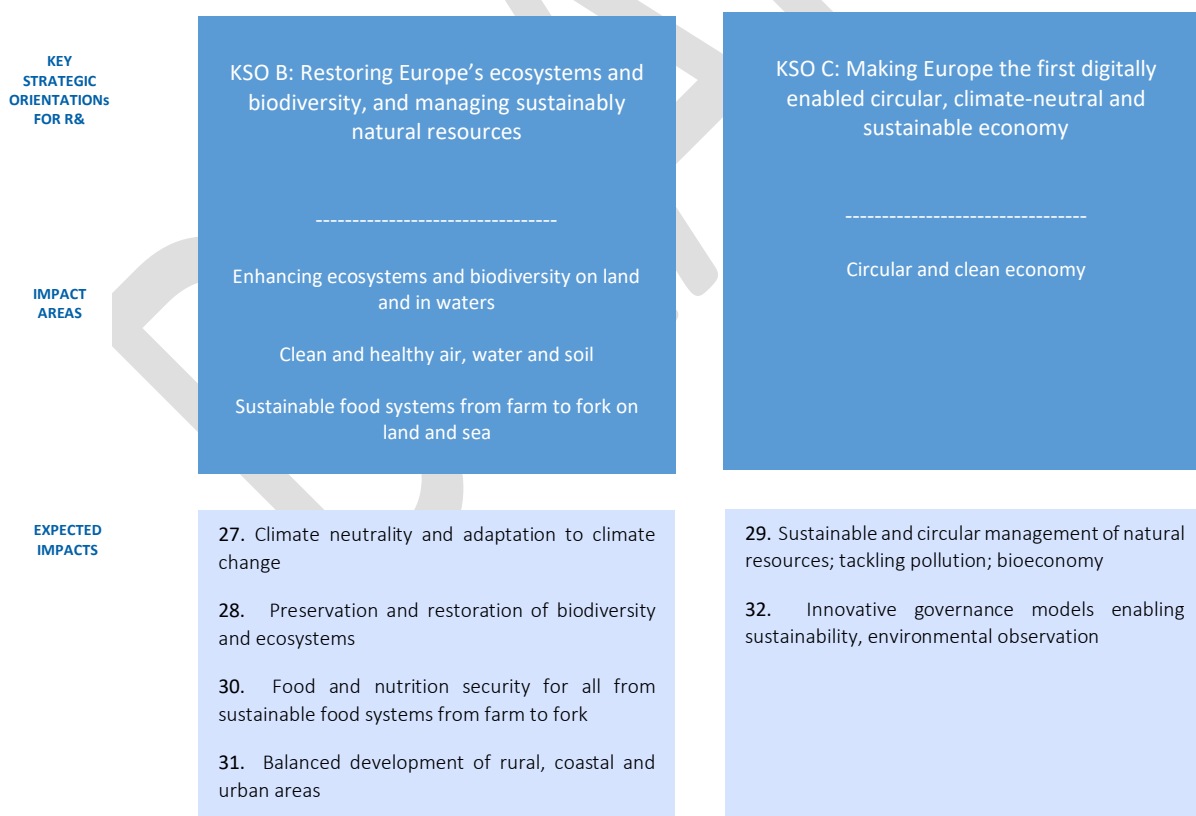 KEY
STRATEGIC
ORIENTATIONs
FOR R&
KSO B: Restoring Europe’s ecosystems and
biodiversity, and managing sustainably
natural resources
---------------------------------
KSO C: Making Europe the first digitally
enabled circular, climate-neutral and
sustainable economy
---------------------------------
IMPACT
AREAS
Enhancing ecosystems and biodiversity on land
and in waters
Clean and healthy air, water and soil
Sustainable food systems from farm to fork on
land and sea
Circular and clean economy
EXPECTED
IMPACTS
27. Climate neutrality and adaptation to climate
change
28. Preservation and restoration of biodiversity
and ecosystems
30. Food and nutrition security for all from
sustainable food systems from farm to fork
31. Balanced development of rural, coastal and
urban areas
29. Sustainable and circular management of natural
resources; tackling pollution; bioeconomy
32. Innovative governance models enabling
sustainability, environmental observation